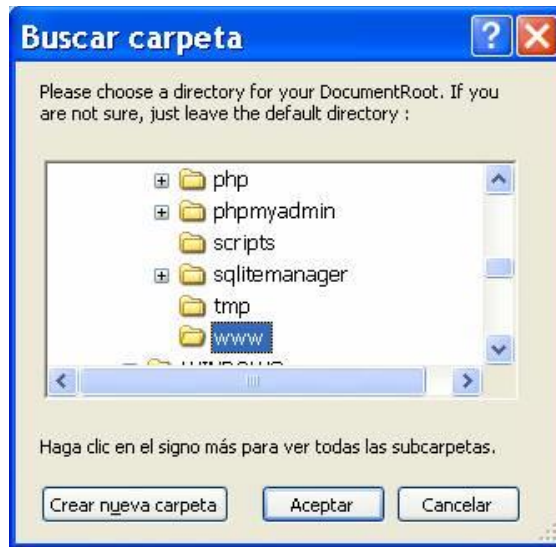 Buscar carpeta
Please choose a directory for your DocumentRoot. If you
are not sure, just leave the default directory :
php
phpmyadmin
scripts
sqlitemanager
tmp
www
Haga clic en el signo más para ver todas las subcarpetas.
Crear nueva carpeta Aceptar Cancelar